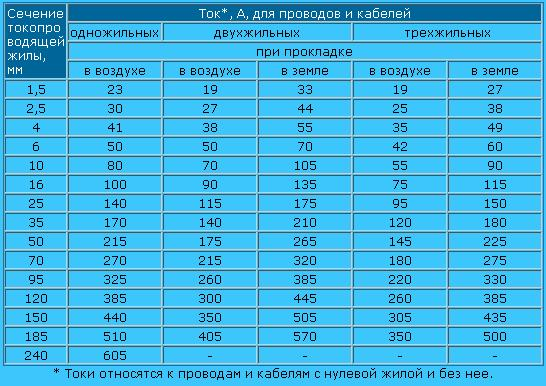 Сечение токопроводящей жилы, мм
Ток*, А, для проводов и кабелей
одножильных двухжильных трехжильных
при прокладке
в воздухе в воздухе в земле в воздухе в земле
1,5 23 19 33 19 27
2,5 30 27 44 25 38
4 41 38 55 35 49
6 50 50 70 42 60
10 80 70 105 55 90
16 100 90 135 75 115
25 140 115 175 95 150
35 170 140 210 120 180
50 215 175 265 145 225
70 270 215 320 180 275
95 325 260 385 220 330
120 385 300 445 260 385
150 440 350 505 305 435
185 510 405 570 350 500
240 605 - - - -
* Токи относятся к проводам и кабелям с нулевой жилой и без нее.